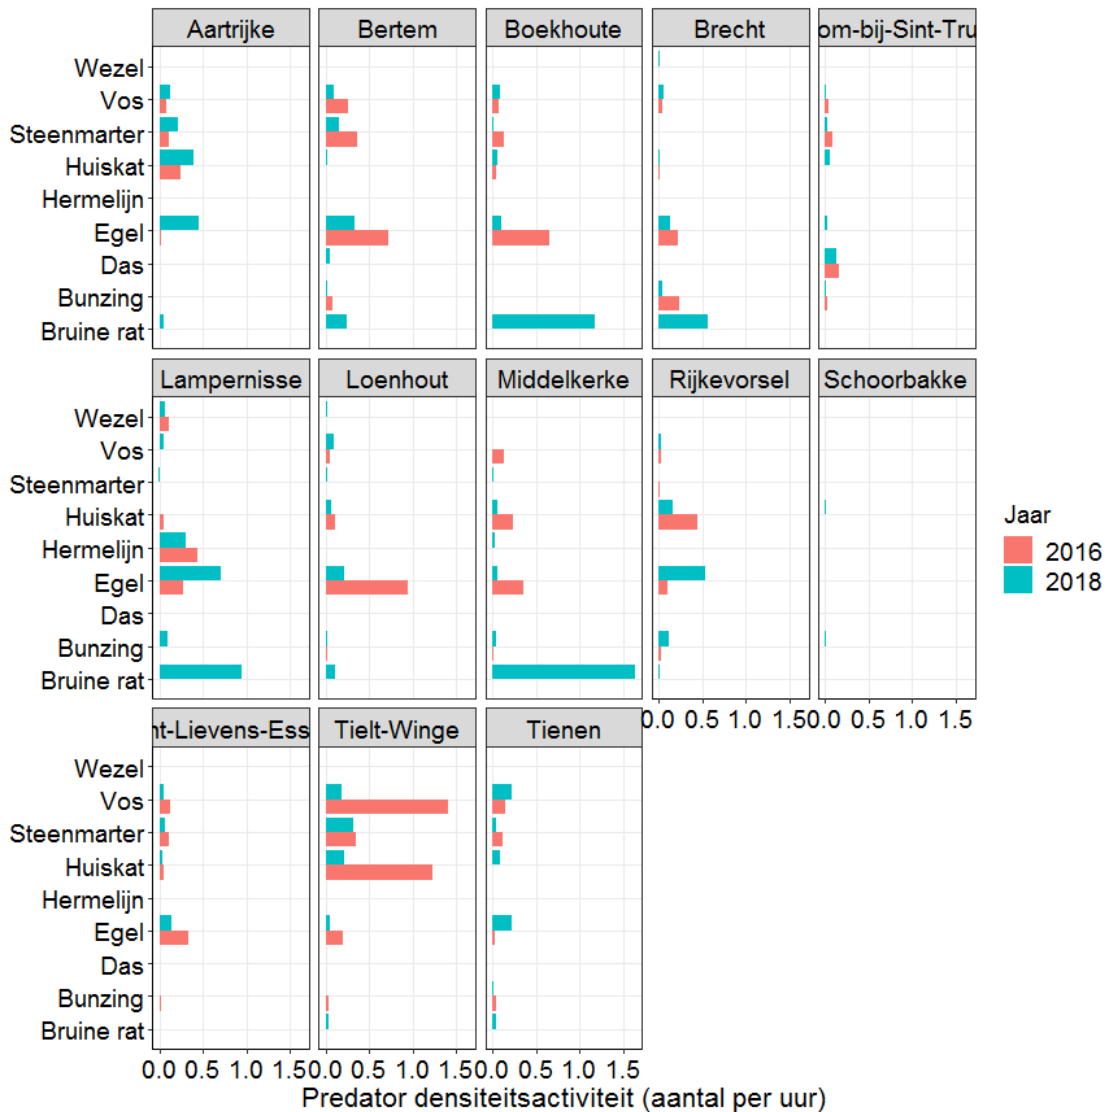 Aartrijke Bertem Boekhoute Brecht om-bij-Sint-Tru
Wezel
Vos
Steenmarter
Huiskat
Hermelijn
Egel
Das
Bunzing
Bruine rat
Lampernisse Loenhout Middelkerke Rijkevorsel Schoorbakke
Wezel
Vos
Steenmarter
Huiskat
Hermelijn
Egel
Das
Bunzing
Bruine rat
Jaar
2016
2018
0.0 0.5 1.0 1.5 0.0 0.5 1.0 1.5
nt-Lievens-Ess Tielt-Winge Tienen
Wezel
Vos
Steenmarter
Huiskat
Hermelijn
Egel
Das
Bunzing
Bruine rat
0.0 0.5 1.0 1.5 0.0 0.5 1.0 1.5 0.0 0.5 1.0 1.5
Predator densiteitsactiviteit (aantal per uur)